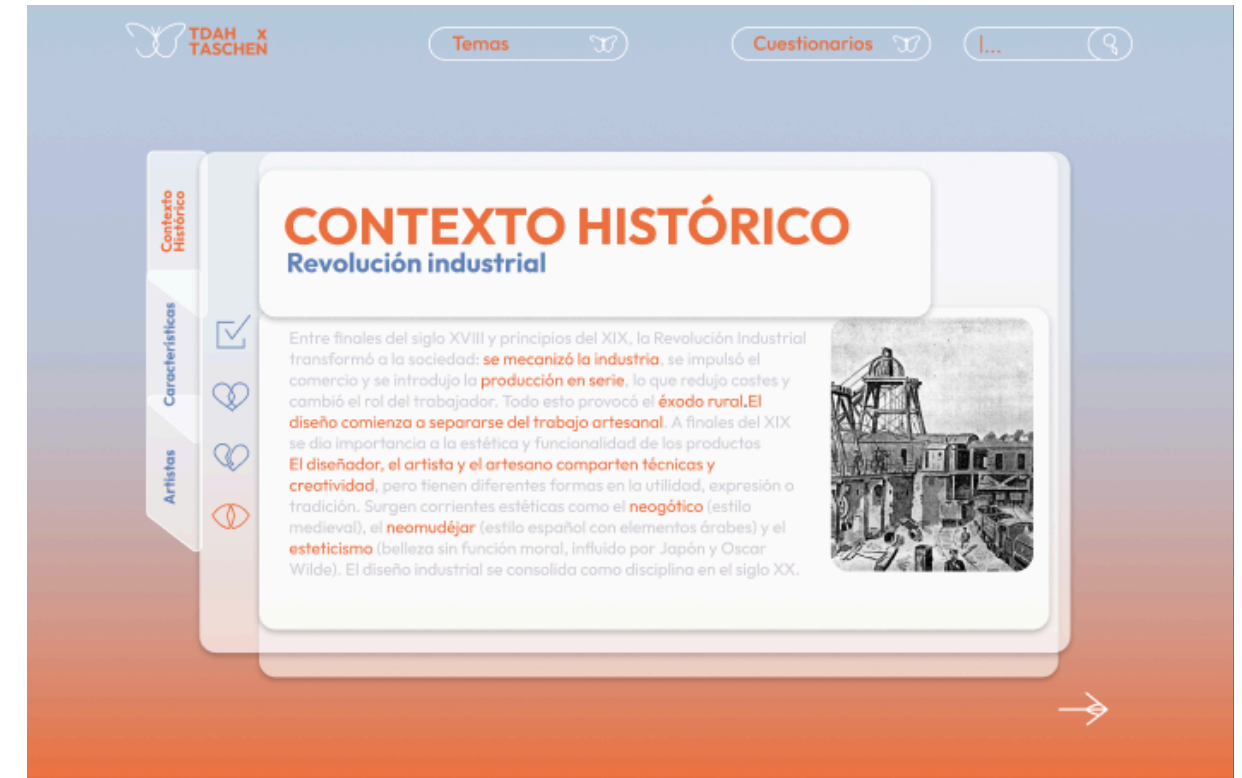 TDAH x
TASCHEN
Temas
Cuestionarios
|...
Contexto
Histórico
Características
Artistas
CONTEXTO HISTÓRICO
Revolución industrial
Entre finales del siglo XVIII y principios del XIX, la Revolución Industrial
transformó a la sociedad: se mecanizó la industria, se impulsó el
comercio y se introdujo la producción en serie, lo que redujo costes y
cambió el rol del trabajador. Todo esto provocó el éxodo rural.El
diseño comienza a separarse del trabajo artesanal. A finales del XIX
se dio importancia a la estética y funcionalidad de los productos
El diseñador, el artista y el artesano comparten técnicas y
creatividad, pero tienen diferentes formas en la utilidad, expresión o
tradición. Surgen corrientes estéticas como el neogótico (estilo
medieval), el neomudéjar (estilo español con elementos árabes) y el
esteticismo (belleza sin función moral, influido por Japón y Oscar
Wilde). El diseño industrial se consolida como disciplina en el siglo XX.